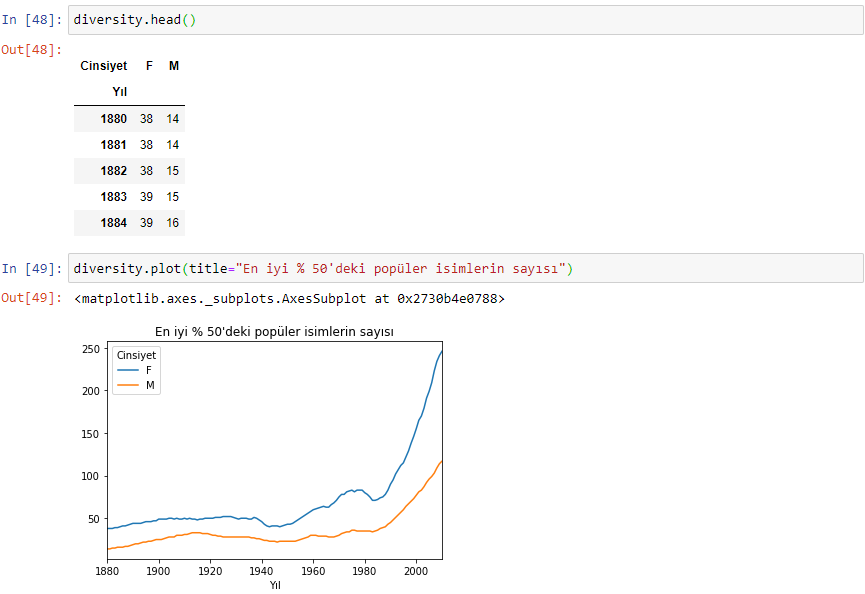 In [48]: diversity.head()
Out[48]:
Cinsiyet F M
Yıl
1880 38 14
1881 38 14
1882 38 15
1883 39 15
1884 39 16
In [49]: diversity.plot(title="En iyi % 50'deki popüler isimlerin sayısı")
Out[49]: <matplotlib.axes._subplots.AxesSubplot at 0x2730b4e0788>
En iyi % 50'deki popüler isimlerin sayısı
Cinsiyet
F
M
250
200
150
100
50
1880 1900 1920 1940 1960 1980 2000
Yıl